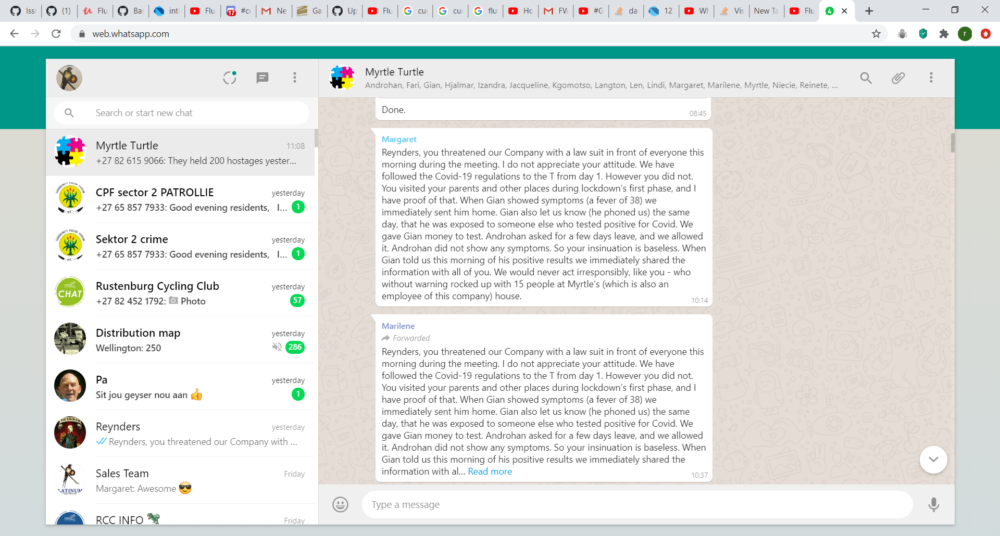 Iss
(1)
Flu
Bas
intl
Flu
17
#cc
Ne
Ga
Up
Flu
cur
cur
flu
Ho
FW
#G
da
12
Wh
Vis
New Ta
Flu
4
web.whatsapp.com
r
Search or start new chat
Myrtle Turtle
11:08
+27 82 615 9066: They held 200 hostages yester...
CPF sector 2 PATROLLIE
yesterday
+27 65 857 7933: Good evening residents, I...
1
Sektor 2 crime
yesterday
+27 65 857 7933: Good evening residents, I...
1
CHAT
Rustenburg Cycling Club
yesterday
+27 82 452 1792: Photo
57
Distribution map
yesterday
Wellington: 250
286
Pa
yesterday
Sit jou geyser nou aan 👍
1
Reynders
yesterday
Reynders, you threatened our Company with ...
LATINUM
Sales Team
Friday
Margaret: Awesome 😎
RCC INFO 🦖
Friday
Myrtle Turtle
Androhan, Fari, Gian, Hjalmar, Izandra, Jacqueline, Kgomotso, Langton, Len, Lindi, Margaret, Marilene, Myrtle, Niecie, Reinete, ...
Done.
08:45
Margaret
Reynders, you threatened our Company with a law suit in front of everyone this
morning during the meeting. I do not appreciate your attitude. We have
followed the Covid-19 regulations to the T from day 1. However you did not.
You visited your parents and other places during lockdown’s first phase, and I
have proof of that. When Gian showed symptoms (a fever of 38) we
immediately sent him home. Gian also let us know (he phoned us) the same
day, that he was exposed to someone else who tested positive for Covid. We
gave Gian money to test. Androhan asked for a few days leave, and we allowed
it. Androhan did not show any symptoms. So your insinuation is baseless. When
Gian told us this morning of his positive results we immediately shared the
information with all of you. We would never act irresponsibly, like you - who
without warning rocked up with 15 people at Myrtle’s (which is also an
employee of this company) house.
10:14
Marilene
Forwarded
Reynders, you threatened our Company with a law suit in front of everyone this
morning during the meeting. I do not appreciate your attitude. We have
followed the Covid-19 regulations to the T from day 1. However you did not.
You visited your parents and other places during lockdown’s first phase, and I
have proof of that. When Gian showed symptoms (a fever of 38) we
immediately sent him home. Gian also let us know (he phoned us) the same
day, that he was exposed to someone else who tested positive for Covid. We
gave Gian money to test. Androhan asked for a few days leave, and we allowed
it. Androhan did not show any symptoms. So your insinuation is baseless. When
Gian told us this morning of his positive results we immediately shared the
information with al... Read more
10:37
Type a message